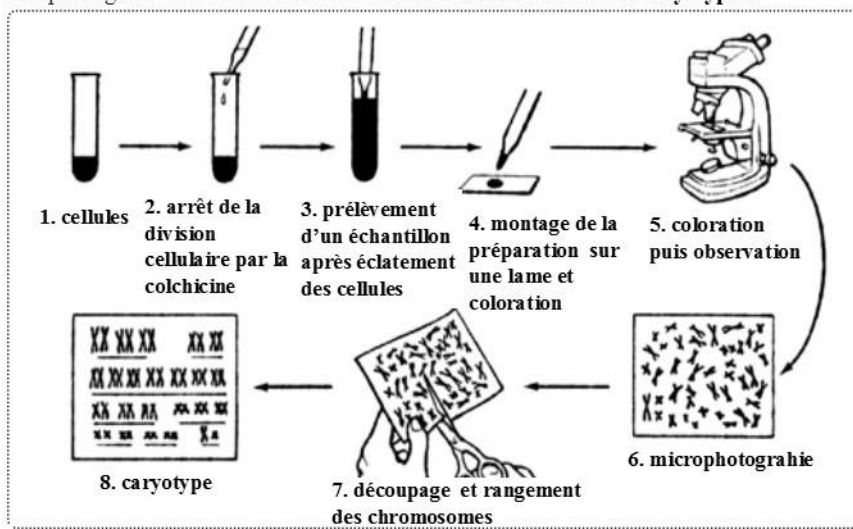 1. cellules
2. arrêt de la
division
cellulaire par la
colchicine
3. prélèvement
d'un échantillon
après éclatement
des cellules
4. montage de la
préparation sur
une lame et
coloration
5. coloration
puis observation
6. microphotograhie
7. découpage et rangement
des chromosomes
8. caryotype